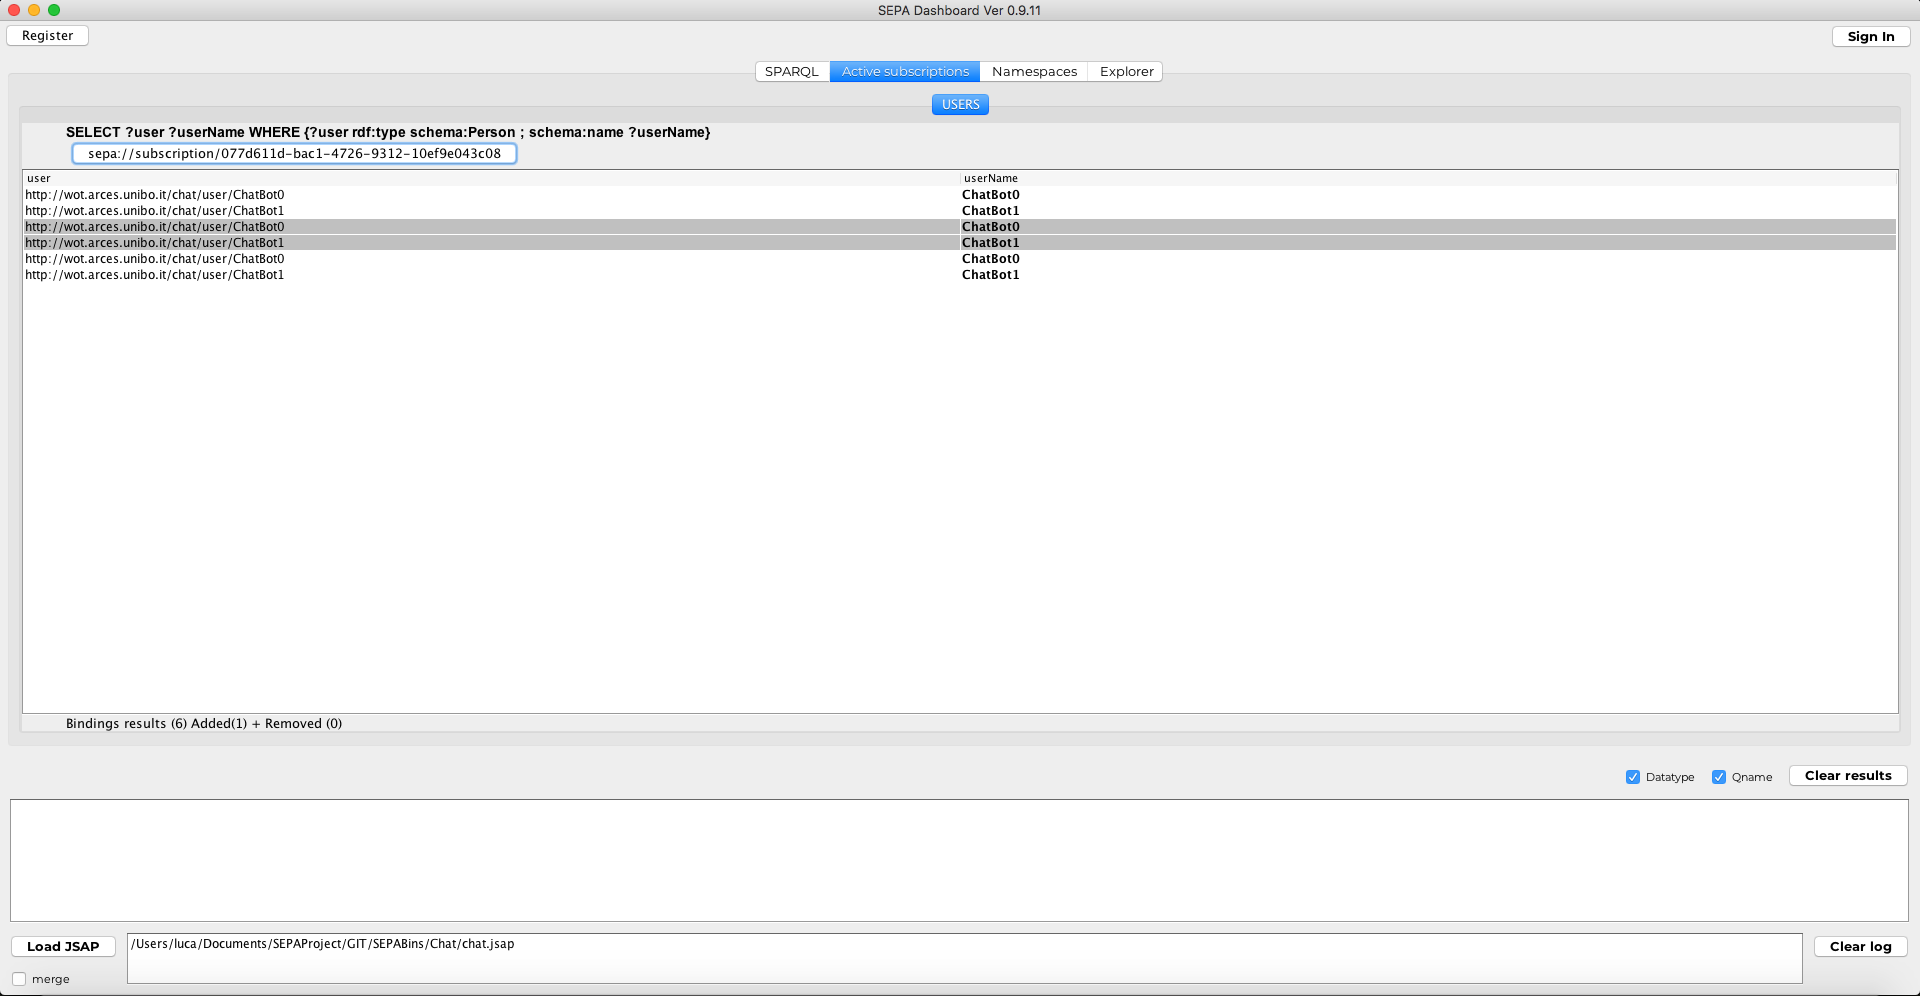 SEPA Dashboard Ver 0.9.11
Register
Sign In
SPARQL Active subscriptions Namespaces Explorer
USERS
SELECT ?user ?userName WHERE {?user rdf:type schema:Person ; schema:name ?userName}
sepa://subscription/077d611d-bac1-4726-9312-10ef9e043c08
user userName
http://wot.arces.unibo.it/chat/user/ChatBot0 ChatBot0
http://wot.arces.unibo.it/chat/user/ChatBot1 ChatBot1
http://wot.arces.unibo.it/chat/user/ChatBot0 ChatBot0
http://wot.arces.unibo.it/chat/user/ChatBot1 ChatBot1
http://wot.arces.unibo.it/chat/user/ChatBot0 ChatBot0
http://wot.arces.unibo.it/chat/user/ChatBot1 ChatBot1
Bindings results (6) Added(1) + Removed (0)
Datatype Qname Clear results
Load JSAP /Users/luca/Documents/SEPAProject/GIT/SEPABins/Chat/chat.jsap Clear log
merge